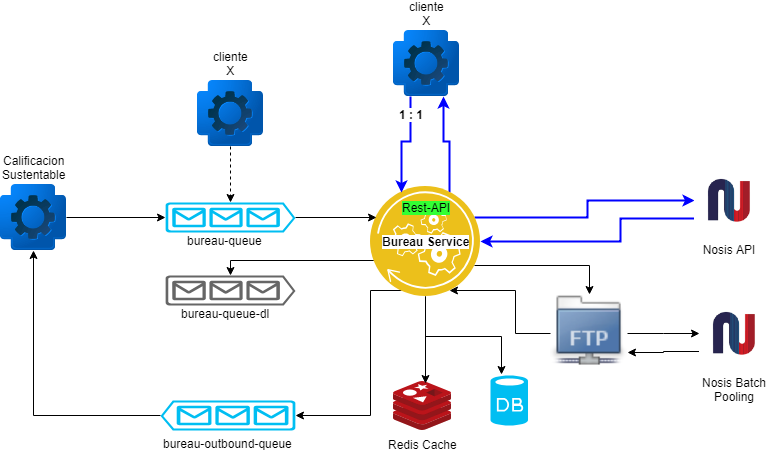 cliente
X
cliente
X
1 : 1
Calificacion
Sustentable
Rest-API
bureau-queue
Bureau Service
Nosis API
bureau-queue-dl
FTP
Nosis Batch
Pooling
DB
bureau-outbound-queue
Redis Cache